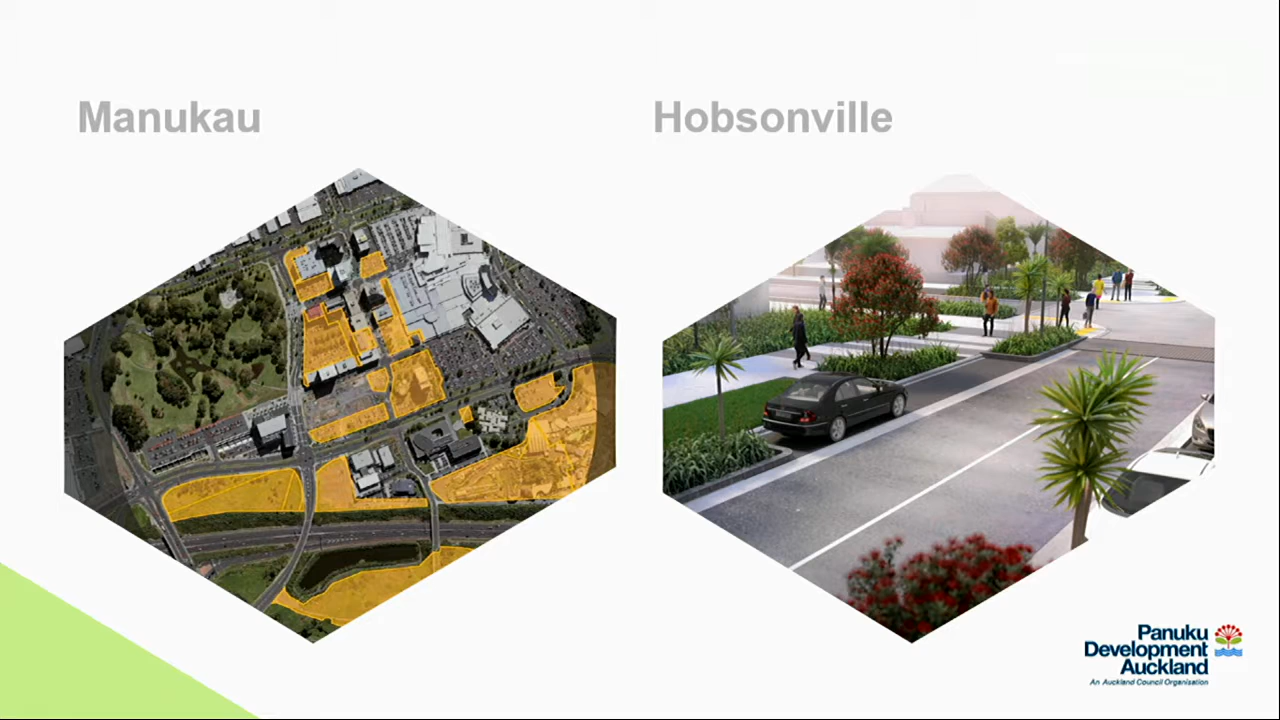 Manukau
Hobsonville
Panuku
Development
Auckland
An Auckland Council Organisation